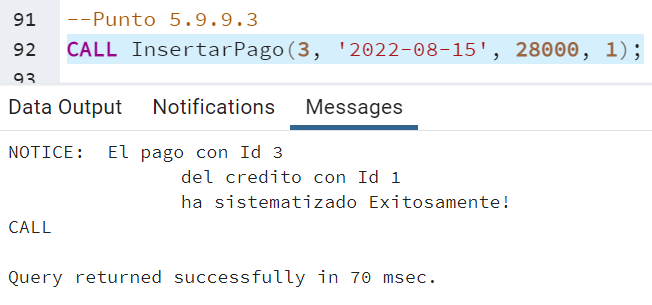 91 --Punto 5.9.9.3
92 CALL InsertarPago(3, '2022-08-15', 28000, 1);
93
Data Output Notifications Messages
NOTICE: El pago con Id 3
del credito con Id 1
ha sistematizado Exitosamente!
CALL
Query returned successfully in 70 msec.